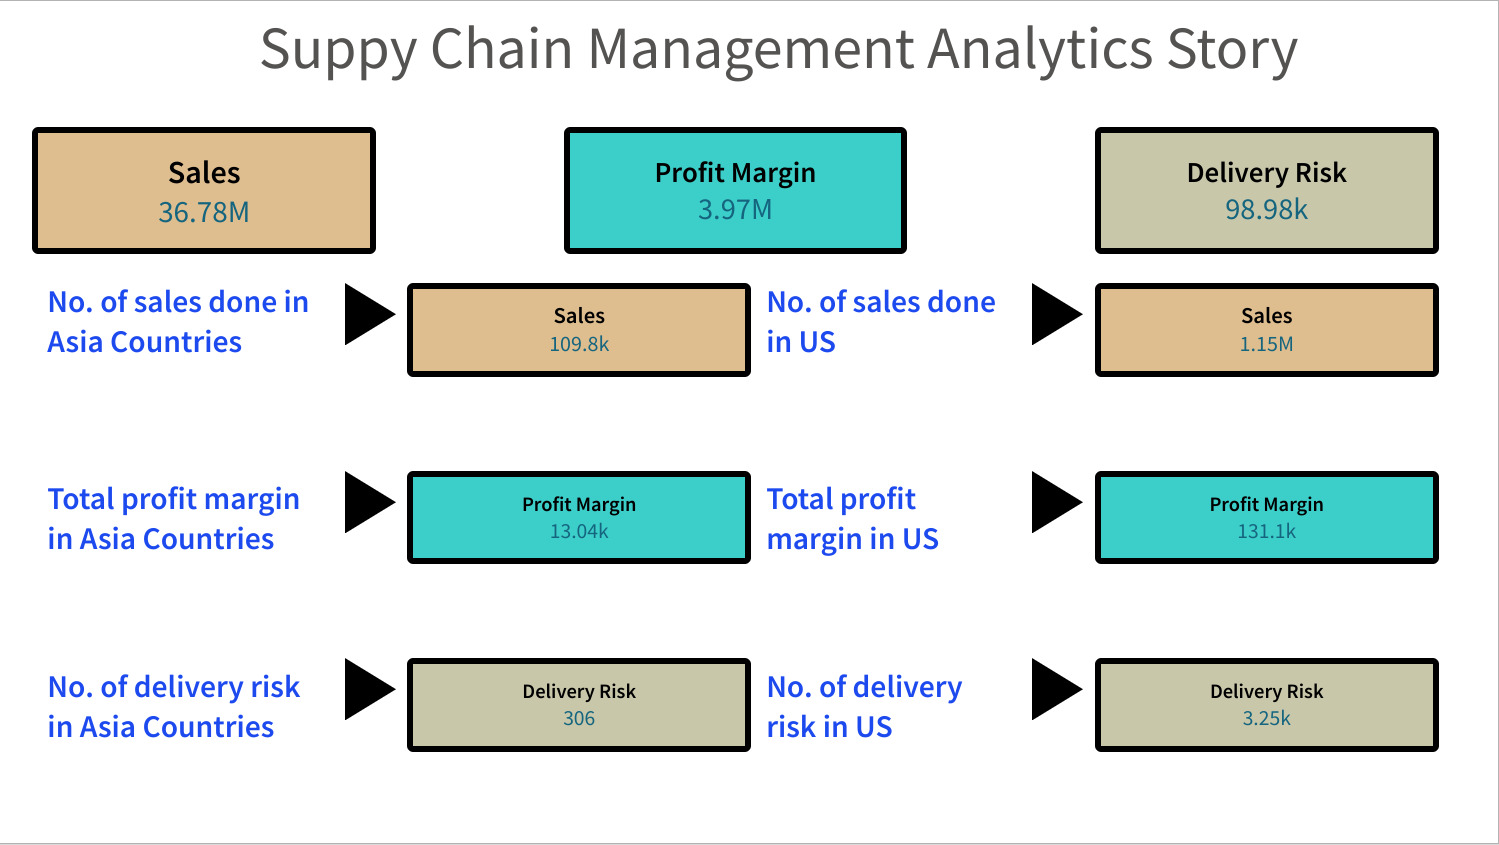 Suppy Chain Management Analytics Story
Sales
36.78M
Profit Margin
3.97M
Delivery Risk
98.98k
No. of sales done in
Asia Countries
Sales
109.8k
No. of sales done
in US
Sales
1.15M
Total profit margin
in Asia Countries
Profit Margin
13.04k
Total profit
margin in US
Profit Margin
131.1k
No. of delivery risk
in Asia Countries
Delivery Risk
306
No. of delivery
risk in US
Delivery Risk
3.25k